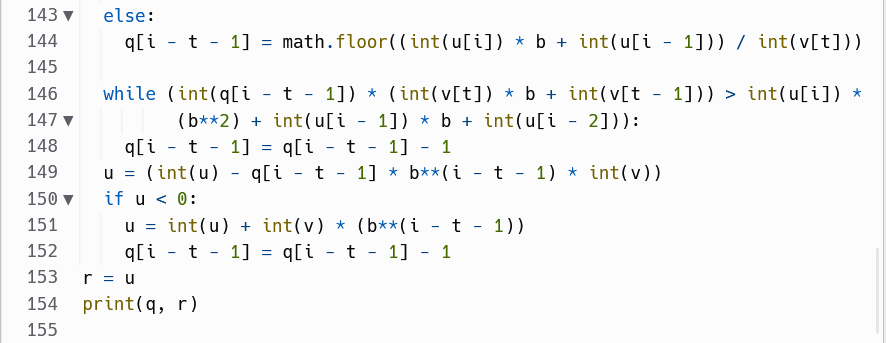 143 else:
144 q[i - t - 1] = math.floor((int(u[i]) * b + int(u[i - 1])) / int(v[t]))
145
146 while (int(q[i - t - 1]) * (int(v[t]) * b + int(v[t - 1])) > int(u[i]) *
147 (b**2) + int(u[i - 1]) * b + int(u[i - 2])):
148 q[i - t - 1] = q[i - t - 1] - 1
149 u = (int(u) - q[i - t - 1] * b**(i - t - 1) * int(v))
150 if u < 0:
151 u = int(u) + int(v) * (b**(i - t - 1))
152 q[i - t - 1] = q[i - t - 1] - 1
153 r = u
154 print(q, r)
155